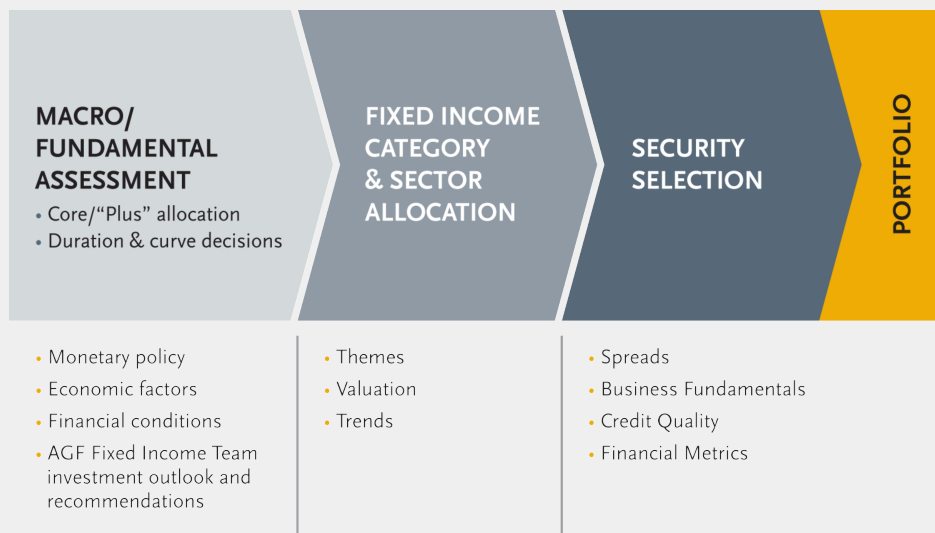 MACRO/
FUNDAMENTAL
ASSESSMENT
• Core/“Plus” allocation
• Duration & curve decisions
FIXED INCOME
CATEGORY
& SECTOR
ALLOCATION
SECURITY
SELECTION
PORTFOLIO
• Monetary policy
• Economic factors
• Financial conditions
• AGF Fixed Income Team
investment outlook and
recommendations
• Themes
• Valuation
• Trends
• Spreads
• Business Fundamentals
• Credit Quality
• Financial Metrics